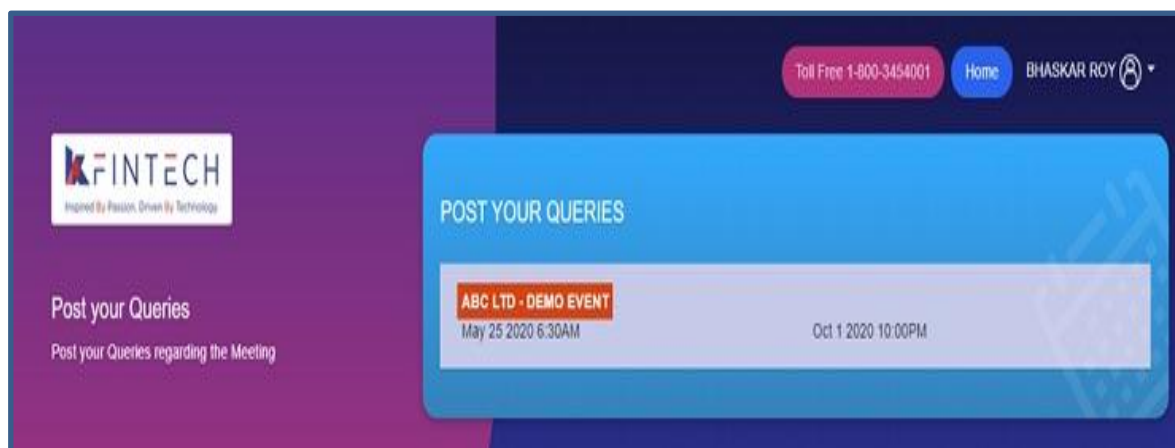 Toll Free 1-800-3454001 Home BHASKAR ROY
KFINTECH
Inspired By Passion. Driven By Technology
POST YOUR QUERIES
ABC LTD - DEMO EVENT
May 25 2020 6:30AM Oct 1 2020 10:00PM
Post your Queries
Post your Queries regarding the Meeting